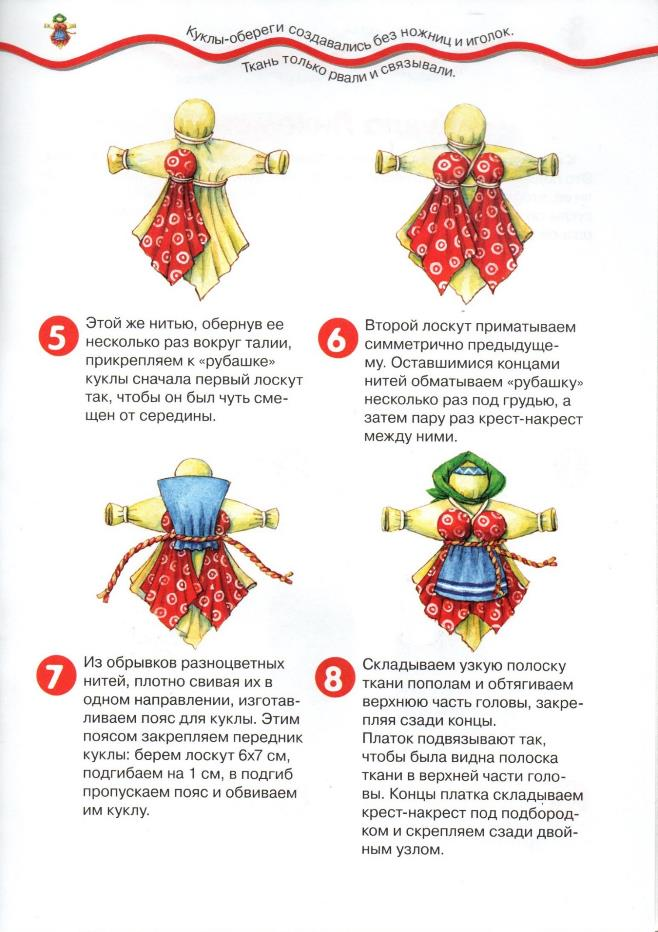 Куклы-обереги создавались без ножниц и иголок.
Ткань только рвали и связывали.
5
Этой же нитью, обернув ее
несколько раз вокруг талии,
прикрепляем к «рубашке»
куклы сначала первый лоскут
так, чтобы он был чуть сме-
щен от середины.
6
Второй лоскут приматываем
симметрично предыдуще-
му. Оставшимися концами
нитей обматываем «рубашку»
несколько раз под грудью, а
затем пару раз крест-накрест
между ними.
7
Из обрывков разноцветных
нитей, плотно свивая их в
одном направлении, изготав-
ливаем пояс для куклы. Этим
поясом закрепляем передник
куклы: берем лоскут 6x7 см,
подгибаем на 1 см, в подгиб
пропускаем пояс и обвиваем
им куклу.
8
Складываем узкую полоску
ткани пополам и обтягиваем
верхнюю часть головы, закре-
пляя сзади концы.
Платок подвязывают так,
чтобы была видна полоска
ткани в верхней части голо-
вы. Концы платка складываем
крест-накрест под подбород-
ком и скрепляем сзади двой-
ным узлом.